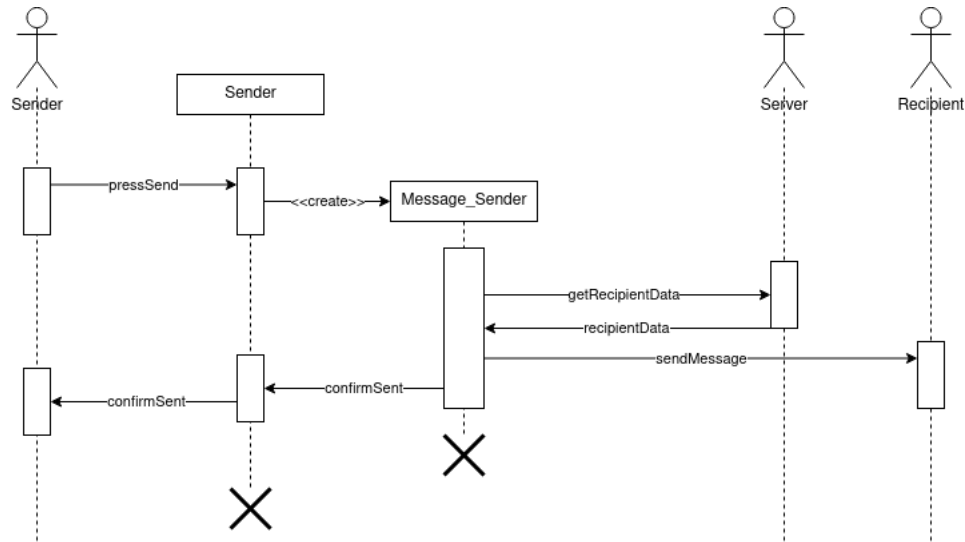 Sender
Sender
Server
Recipient
pressSend
<<create>>
Message_Sender
getRecipientData
recipientData
sendMessage
confirmSent
confirmSent